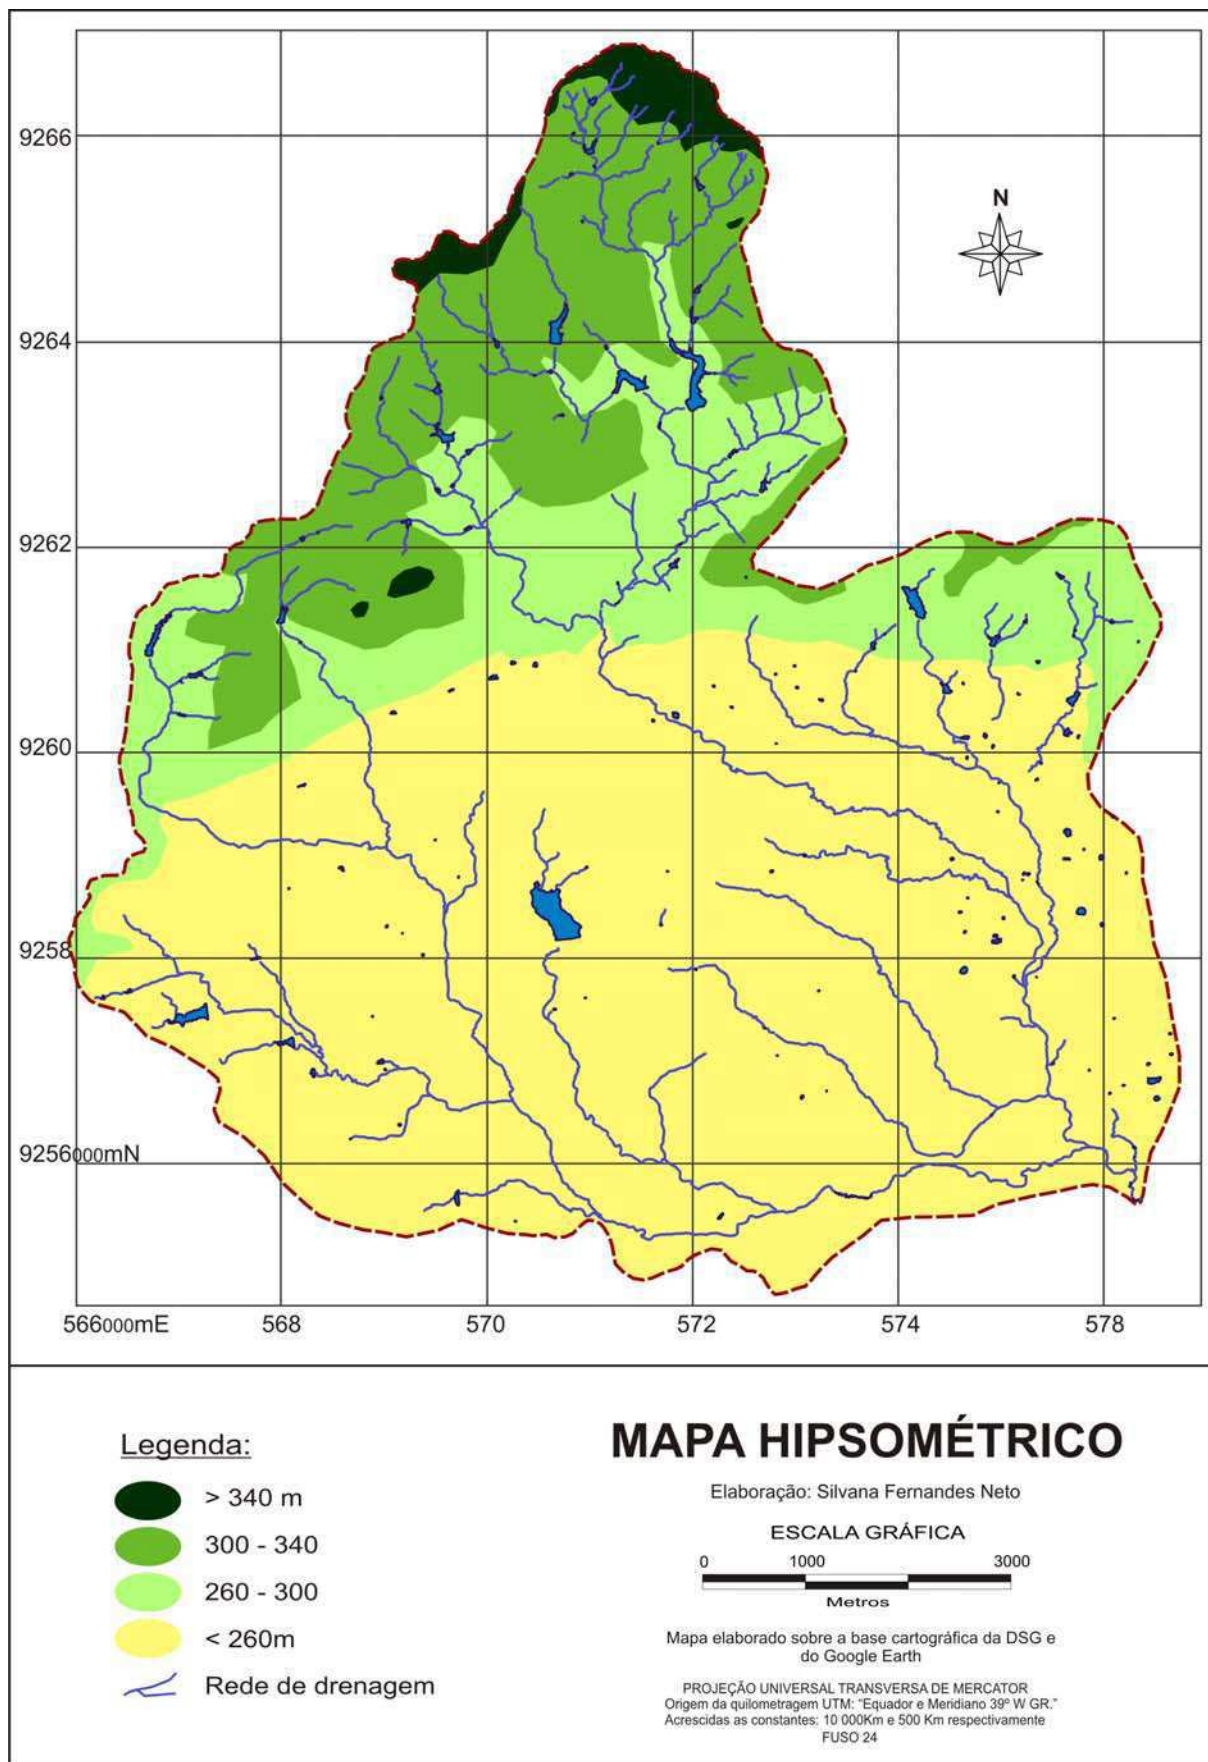 N
9266
9264
9262
9260
9258
9256000mN
566000mE 568 570 572 574 578
Legenda:
> 340 m
300 - 340
260 - 300
< 260m
Rede de drenagem
MAPA HIPSOMÉTRICO
Elaboração: Silvana Fernandes Neto
ESCALA GRÁFICA
0 1000 3000
Metros
Mapa elaborado sobre a base cartográfica da DSG e
do Google Earth
PROJEÇÃO UNIVERSAL TRANSVERSA DE MERCATOR
Origem da quilometragem UTM: "Equador e Meridiano 39º W GR."
Acrescidas as constantes: 10 000Km e 500 Km respectivamente
FUSO 24